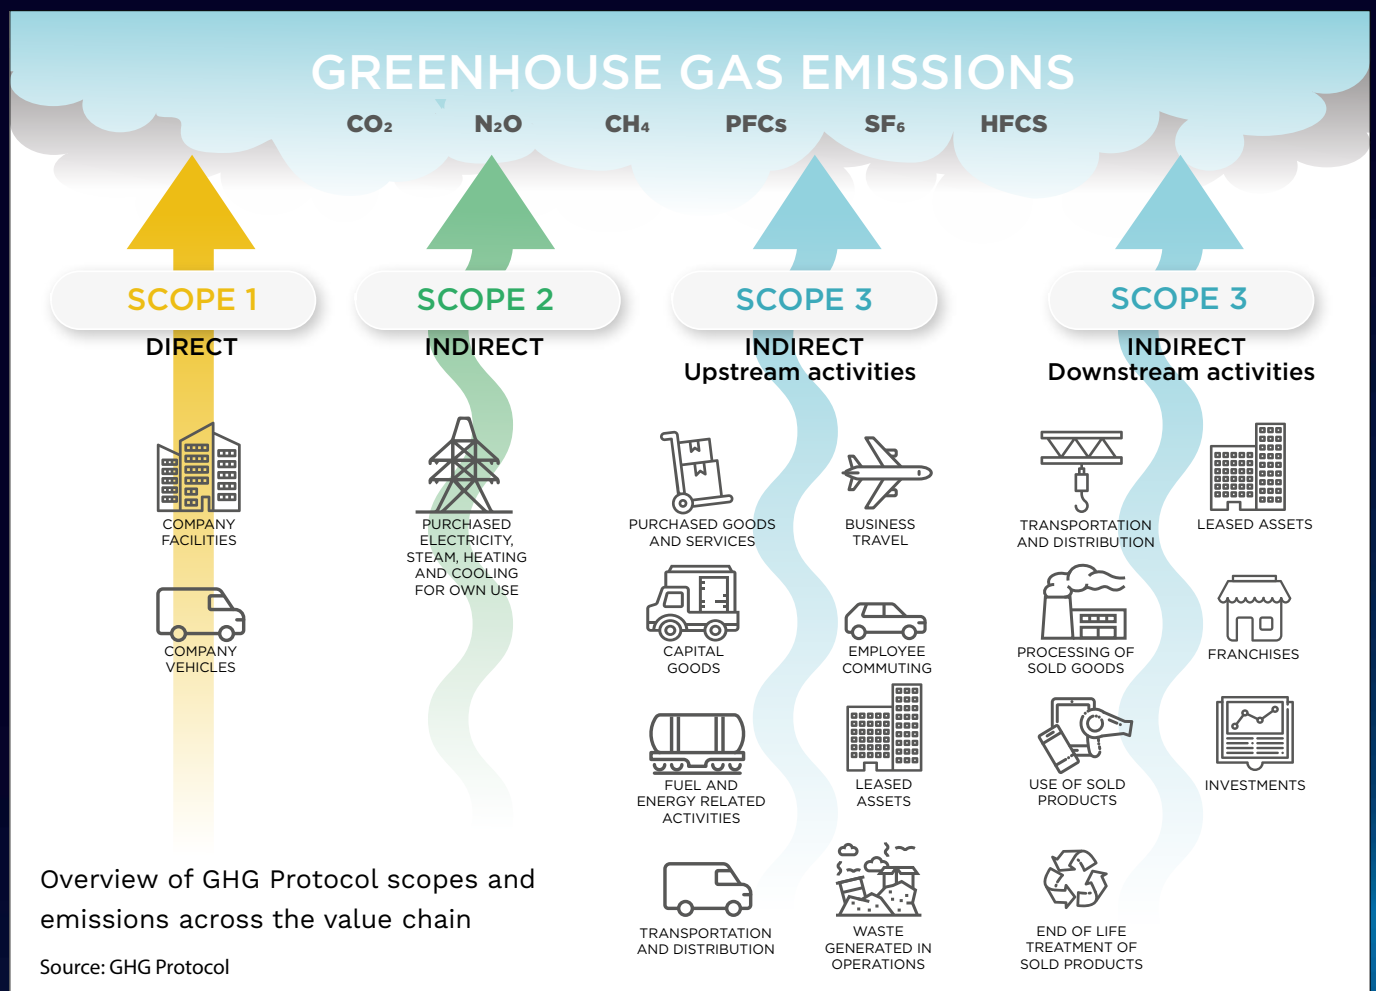 GREENHOUSE GAS EMISSIONS
CO₂ N₂O CH₄ PFCs SF₆ HFCS
SCOPE 1
DIRECT
COMPANY
FACILITIES
COMPANY
VEHICLES
SCOPE 2
INDIRECT
PURCHASED
ELECTRICITY,
STEAM, HEATING
AND COOLING
FOR OWN USE
SCOPE 3
INDIRECT
Upstream activities
PURCHASED GOODS
AND SERVICES
BUSINESS
TRAVEL
CAPITAL
GOODS
EMPLOYEE
COMMUTING
FUEL AND
ENERGY RELATED
ACTIVITIES
LEASED
ASSETS
TRANSPORTATION
AND DISTRIBUTION
WASTE
GENERATED IN
OPERATIONS
SCOPE 3
INDIRECT
Downstream activities
TRANSPORTATION
AND DISTRIBUTION
LEASED ASSETS
PROCESSING OF
SOLD GOODS
FRANCHISES
USE OF SOLD
PRODUCTS
INVESTMENTS
END OF LIFE
TREATMENT OF
SOLD PRODUCTS
Overview of GHG Protocol scopes and
emissions across the value chain
Source: GHG Protocol